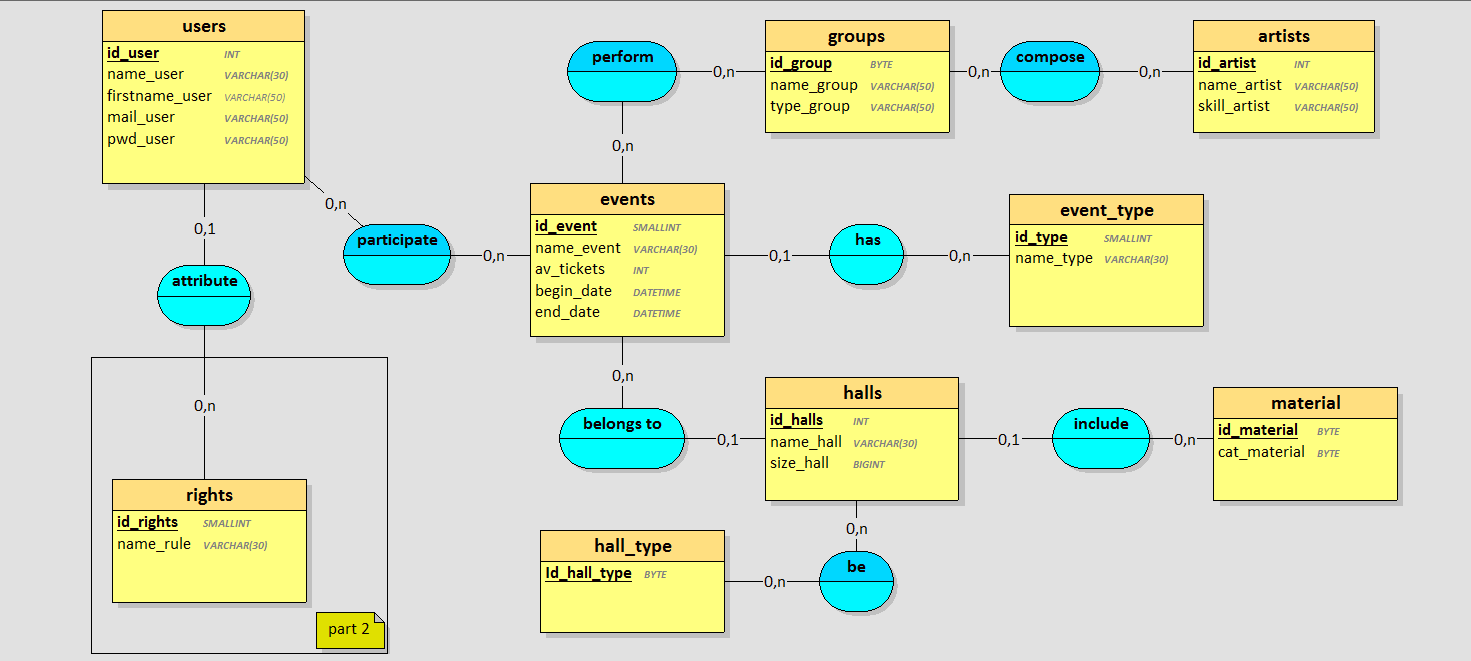 users
id_user INT
name_user VARCHAR(30)
firstname_user VARCHAR(50)
mail_user VARCHAR(50)
pwd_user VARCHAR(50)
perform
0,n
groups
id_group BYTE
name_group VARCHAR(50)
type_group VARCHAR(50)
0,n
compose
0,n
artists
id_artist INT
name_artist VARCHAR(50)
skill_artist VARCHAR(50)
0,n
0,n
0,1
participate
0,n
events
id_event SMALLINT
name_event VARCHAR(30)
av_tickets INT
begin_date DATETIME
end_date DATETIME
0,1
has
0,n
event_type
id_type SMALLINT
name_type VARCHAR(30)
attribute
0,n
0,n
belongs to
0,1
halls
id_halls INT
name_hall VARCHAR(30)
size_hall BIGINT
0,1
include
0,n
material
id_material BYTE
cat_material BYTE
rights
id_rights SMALLINT
name_rule VARCHAR(30)
part 2
hall_type
Id_hall_type BYTE
0,n
be
0,n